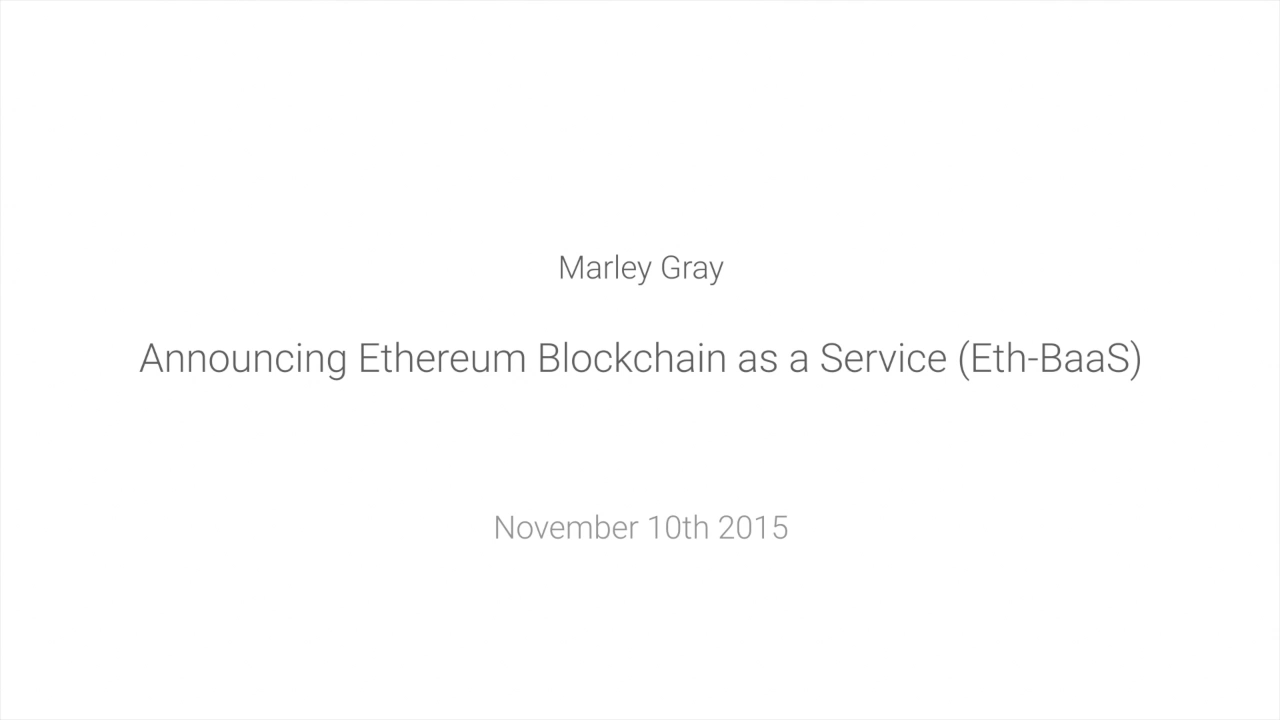 Marley Gray
Announcing Ethereum Blockchain as a Service (Eth-BaaS)
November 10th 2015